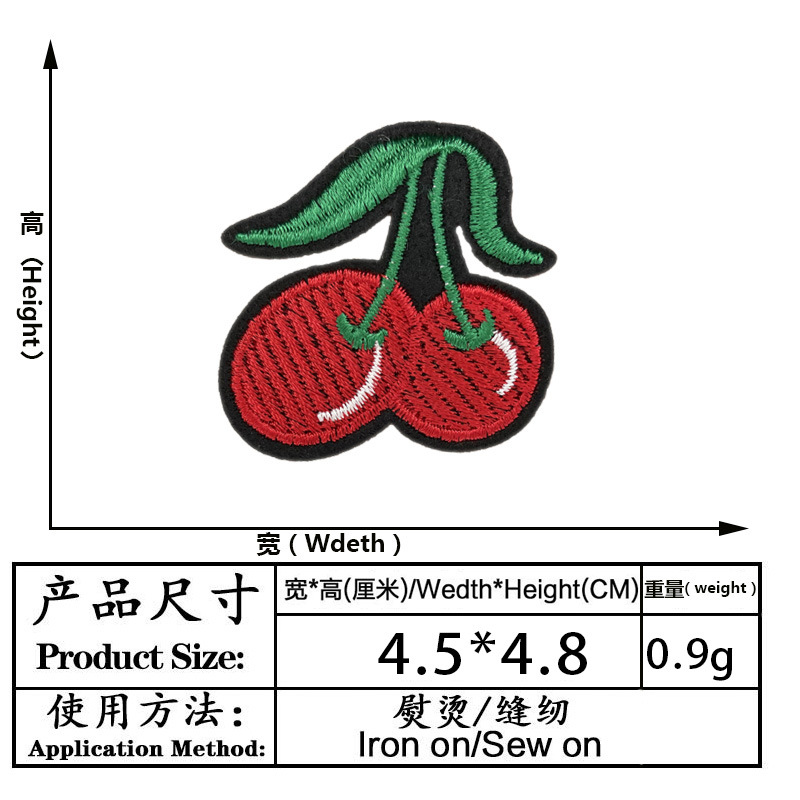 高（Height）
宽（Wdeth）
产品尺寸
Product Size:
宽*高(厘米)/Wedth*Height(CM)
重量(weight)
4.5*4.8
0.9g
使用方法：
Application Method:
熨烫/缝纫
Iron on/Sew on